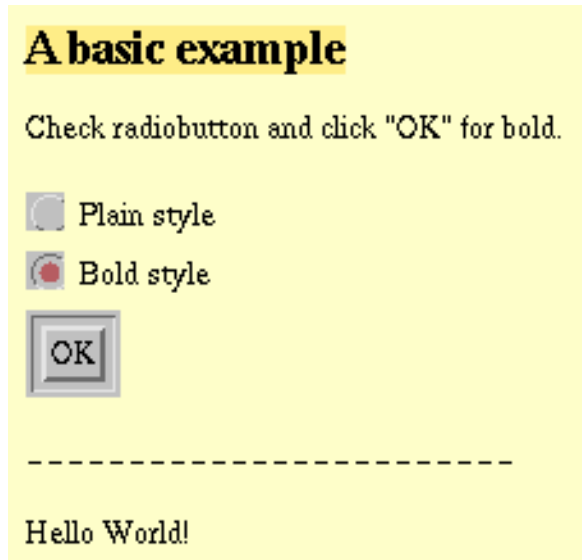 A basic example
Check radiobutton and click "OK" for bold.
Plain style
Bold style
OK
-------------------------
Hello World!